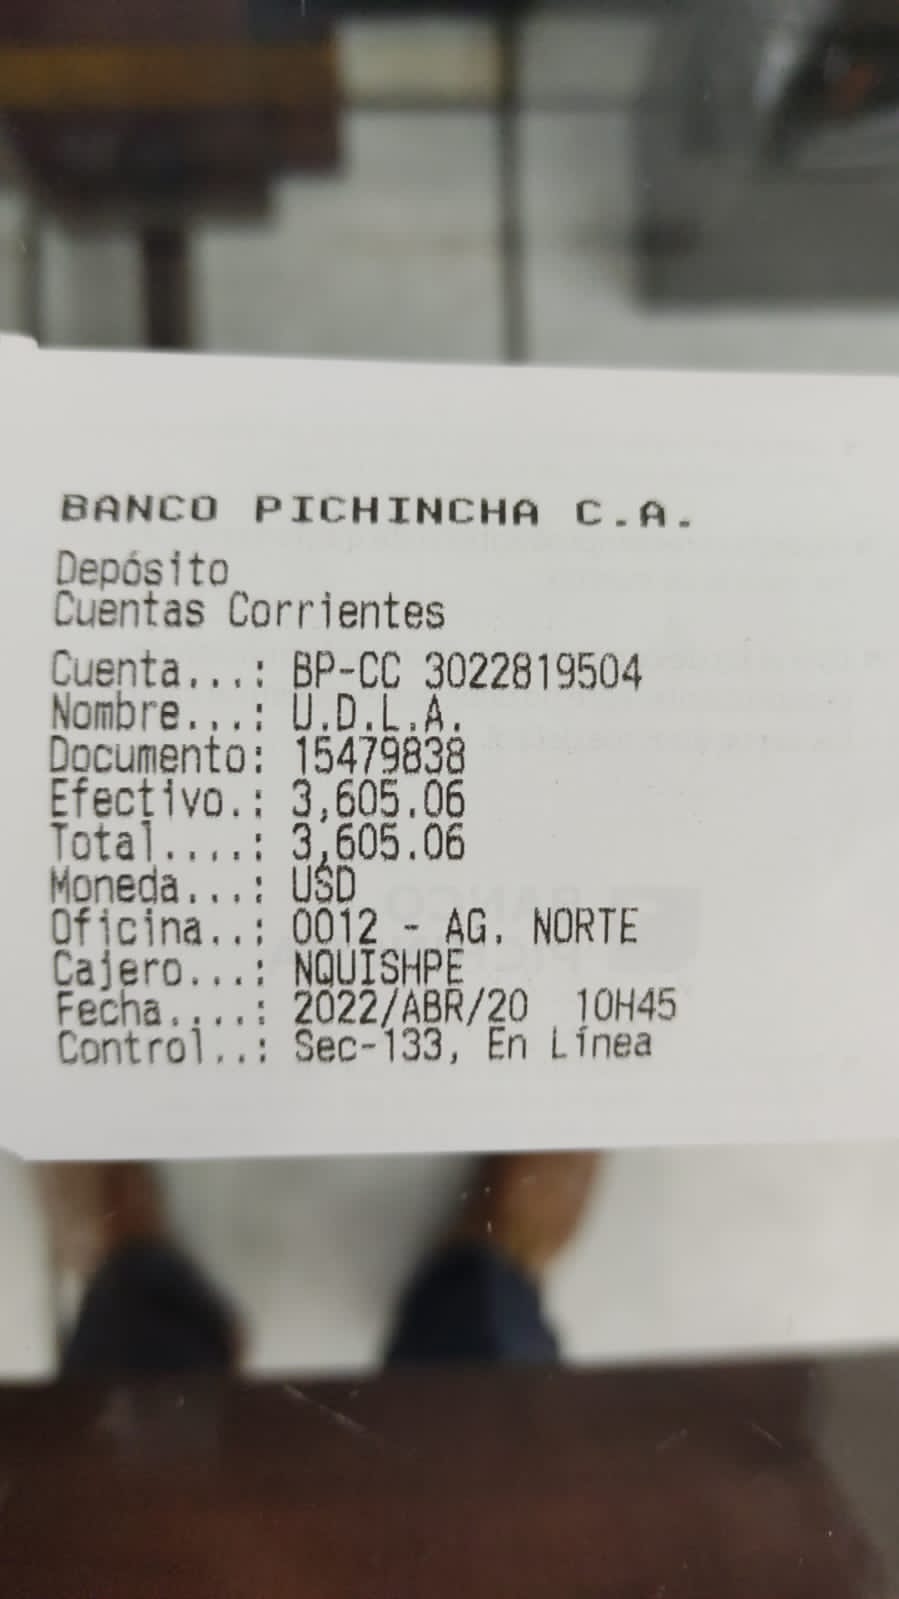 BANCO PICHINCHA C.A.
Depósito
Cuentas Corrientes
Cuenta...: BP-CC 3022819504
Nombre...: U.D.L.A.
Documento: 15479838
Efectivo.: 3,605.06
Total....: 3,605.06
Moneda...: USD
Oficina..: 0012 - AG. NORTE
Cajero...: NQUISHPE
Fecha....: 2022/ABR/20 10H45
Control..: Sec-133, En Línea